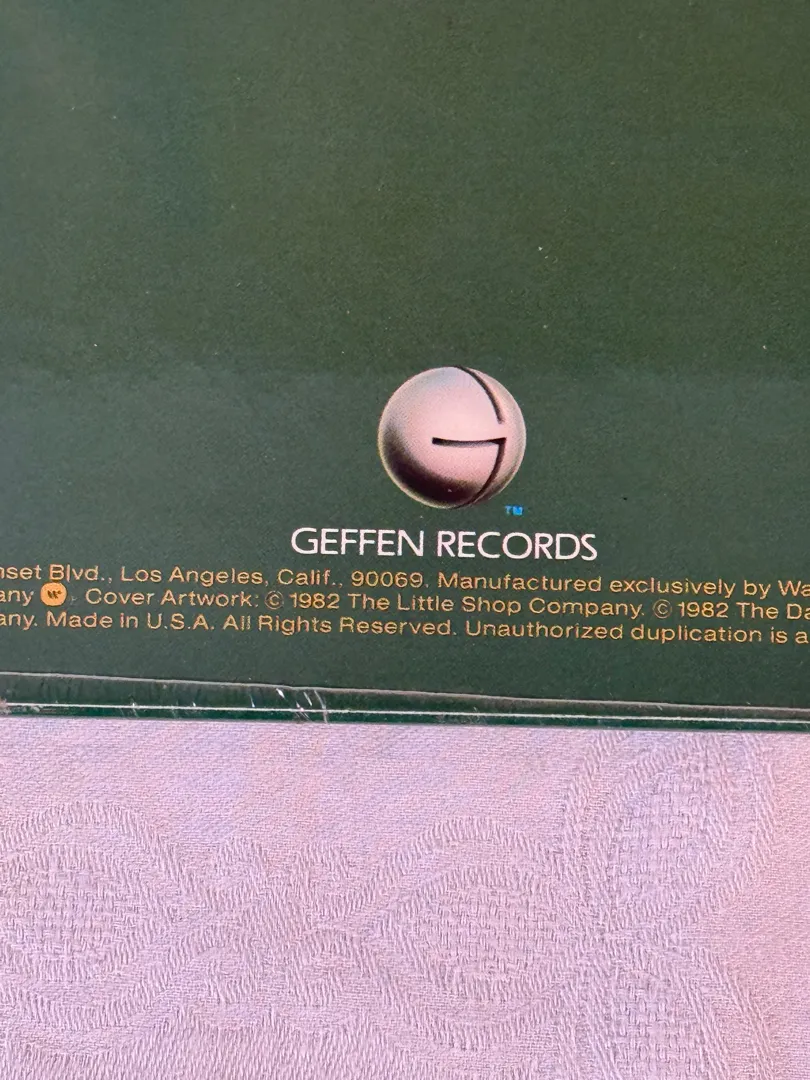 TM
GEFFEN RECORDS
nset Blvd., Los Angeles, Calif., 90069. Manufactured exclusively by Wa
any Cover Artwork: © 1982 The Little Shop Company. © 1982 The Da
any. Made in U.S.A. All Rights Reserved. Unauthorized duplication is a